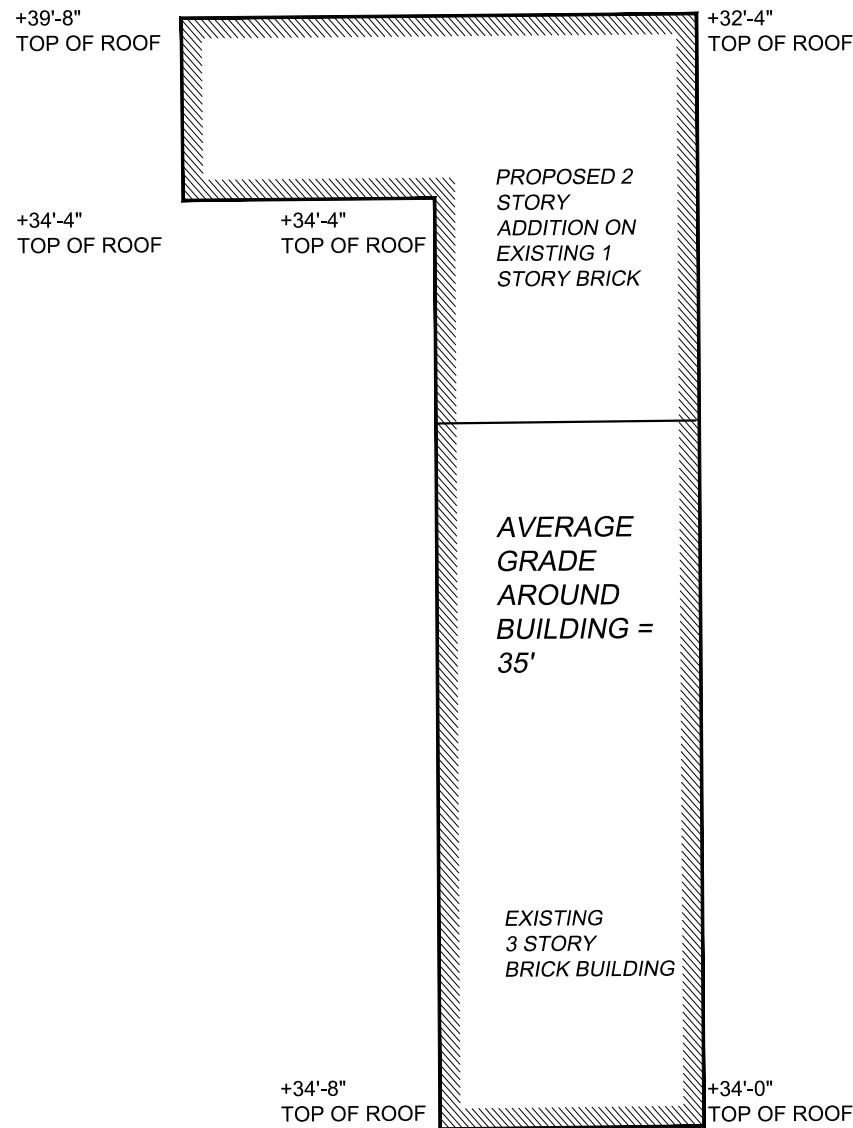 +39'-8"
TOP OF ROOF
+32'-4"
TOP OF ROOF
PROPOSED 2
STORY
ADDITION ON
EXISTING 1
STORY BRICK
+34'-4"
TOP OF ROOF
+34'-4"
TOP OF ROOF
AVERAGE
GRADE
AROUND
BUILDING =
35'
EXISTING
3 STORY
BRICK BUILDING
+34'-8"
TOP OF ROOF
+34'-0"
TOP OF ROOF